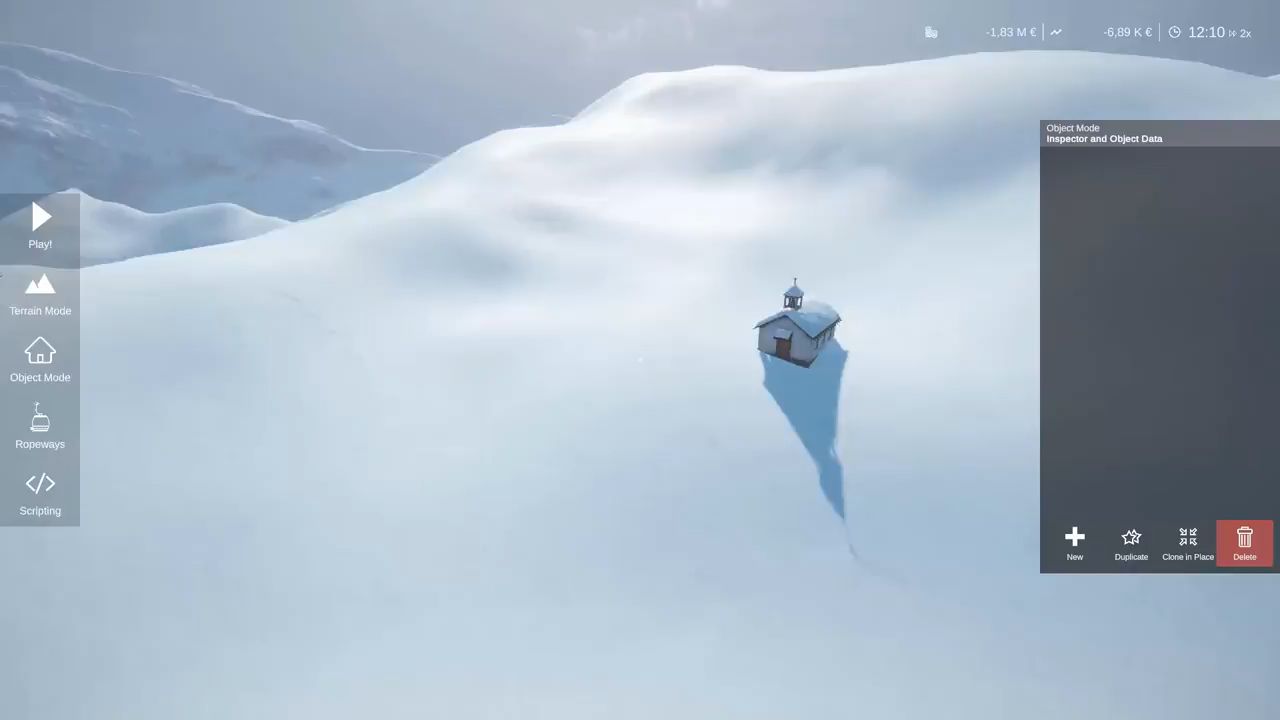 -1,83 M €
-6,89 K €
12:10
2x
Object Mode
Inspector and Object Data
Play!
Terrain Mode
Object Mode
Ropeways
Scripting
New
Duplicate
Clone in Place
Delete